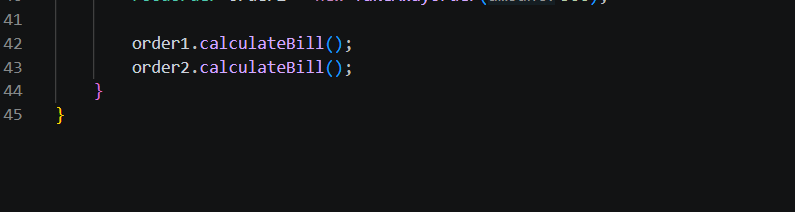 41
42 order1.calculateBill();
43 order2.calculateBill();
44 }
45 }